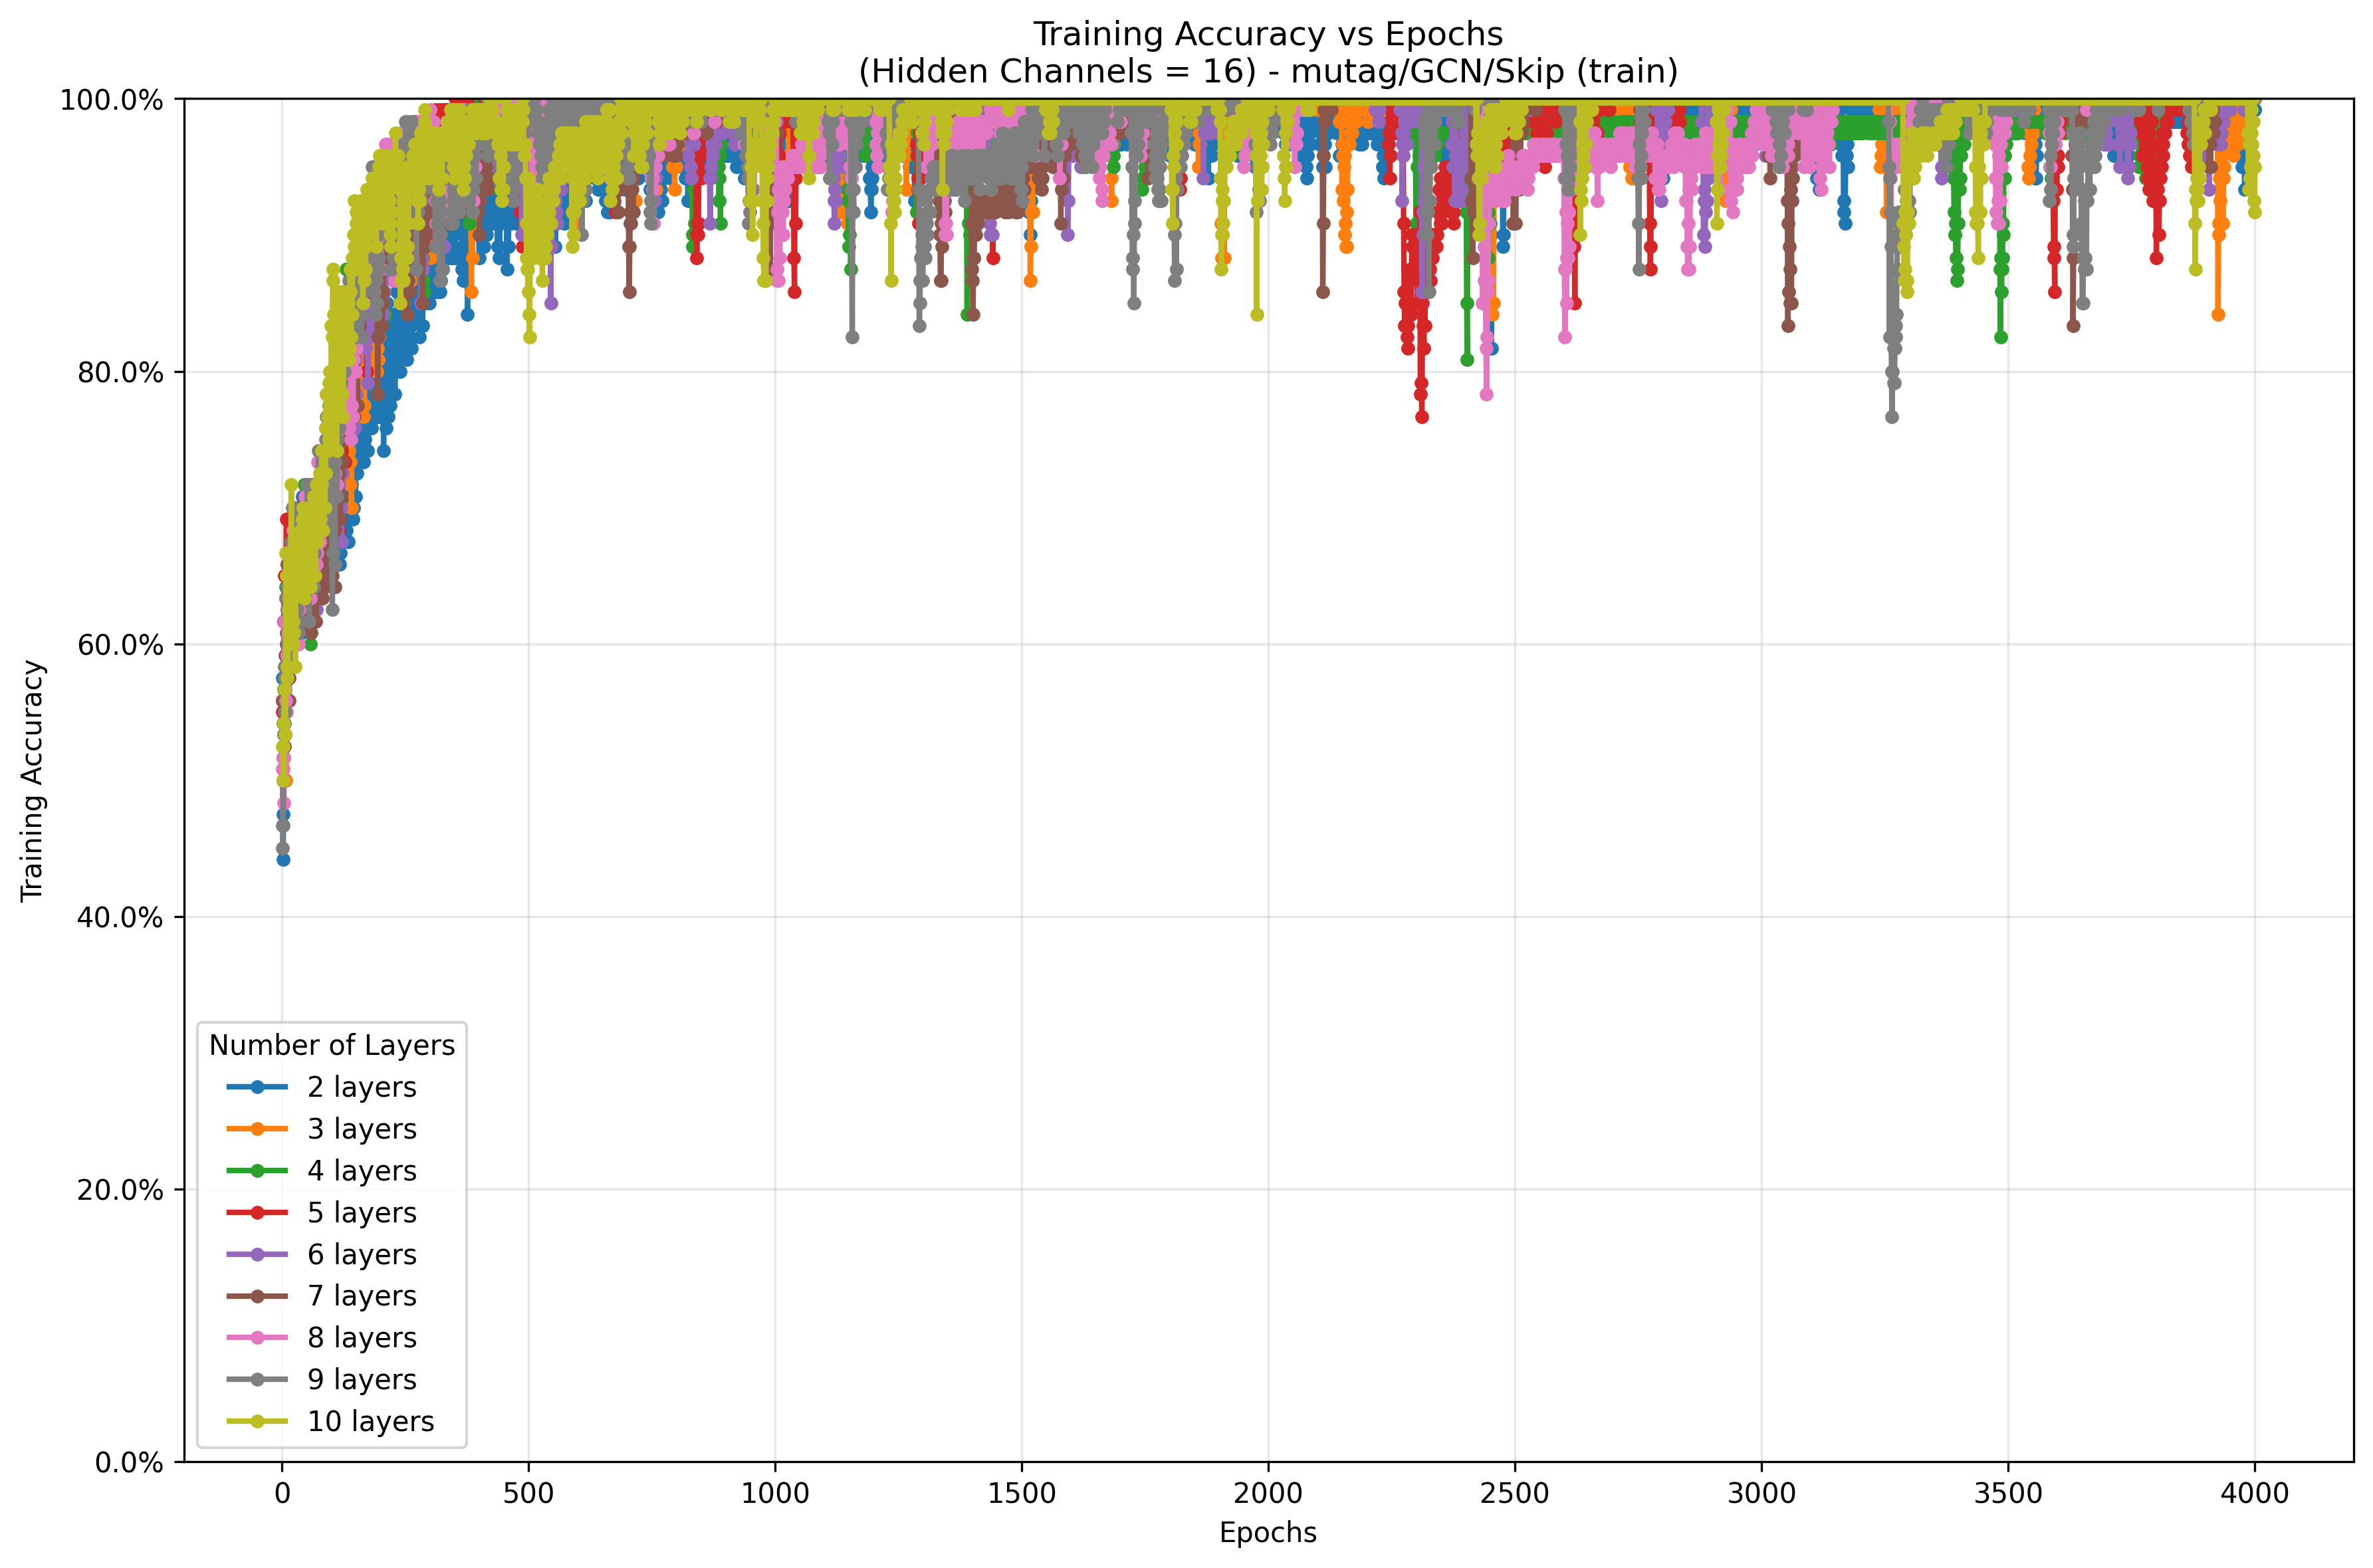 Training Accuracy vs Epochs
(Hidden Channels = 16) - mutag/GCN/Skip (train)
100.0%
80.0%
60.0%
40.0%
20.0%
0.0%
Training Accuracy
Number of Layers
2 layers
3 layers
4 layers
5 layers
6 layers
7 layers
8 layers
9 layers
10 layers
0
500
1000
1500
2000
2500
3000
3500
4000
Epochs